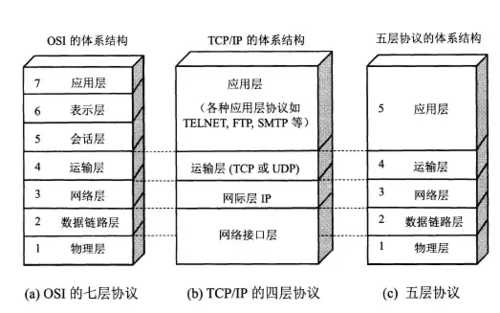 OSI 的体系结构
7 应用层
6 表示层
5 会话层
4 运输层
3 网络层
2 数据链路层
1 物理层
(a) OSI 的七层协议
TCP/IP 的体系结构
应用层
(各种应用层协议如
TELNET, FTP, SMTP 等)
运输层 (TCP 或 UDP)
网际层 IP
网络接口层
(b) TCP/IP 的四层协议
五层协议的体系结构
5 应用层
4 运输层
3 网络层
2 数据链路层
1 物理层
(c) 五层协议